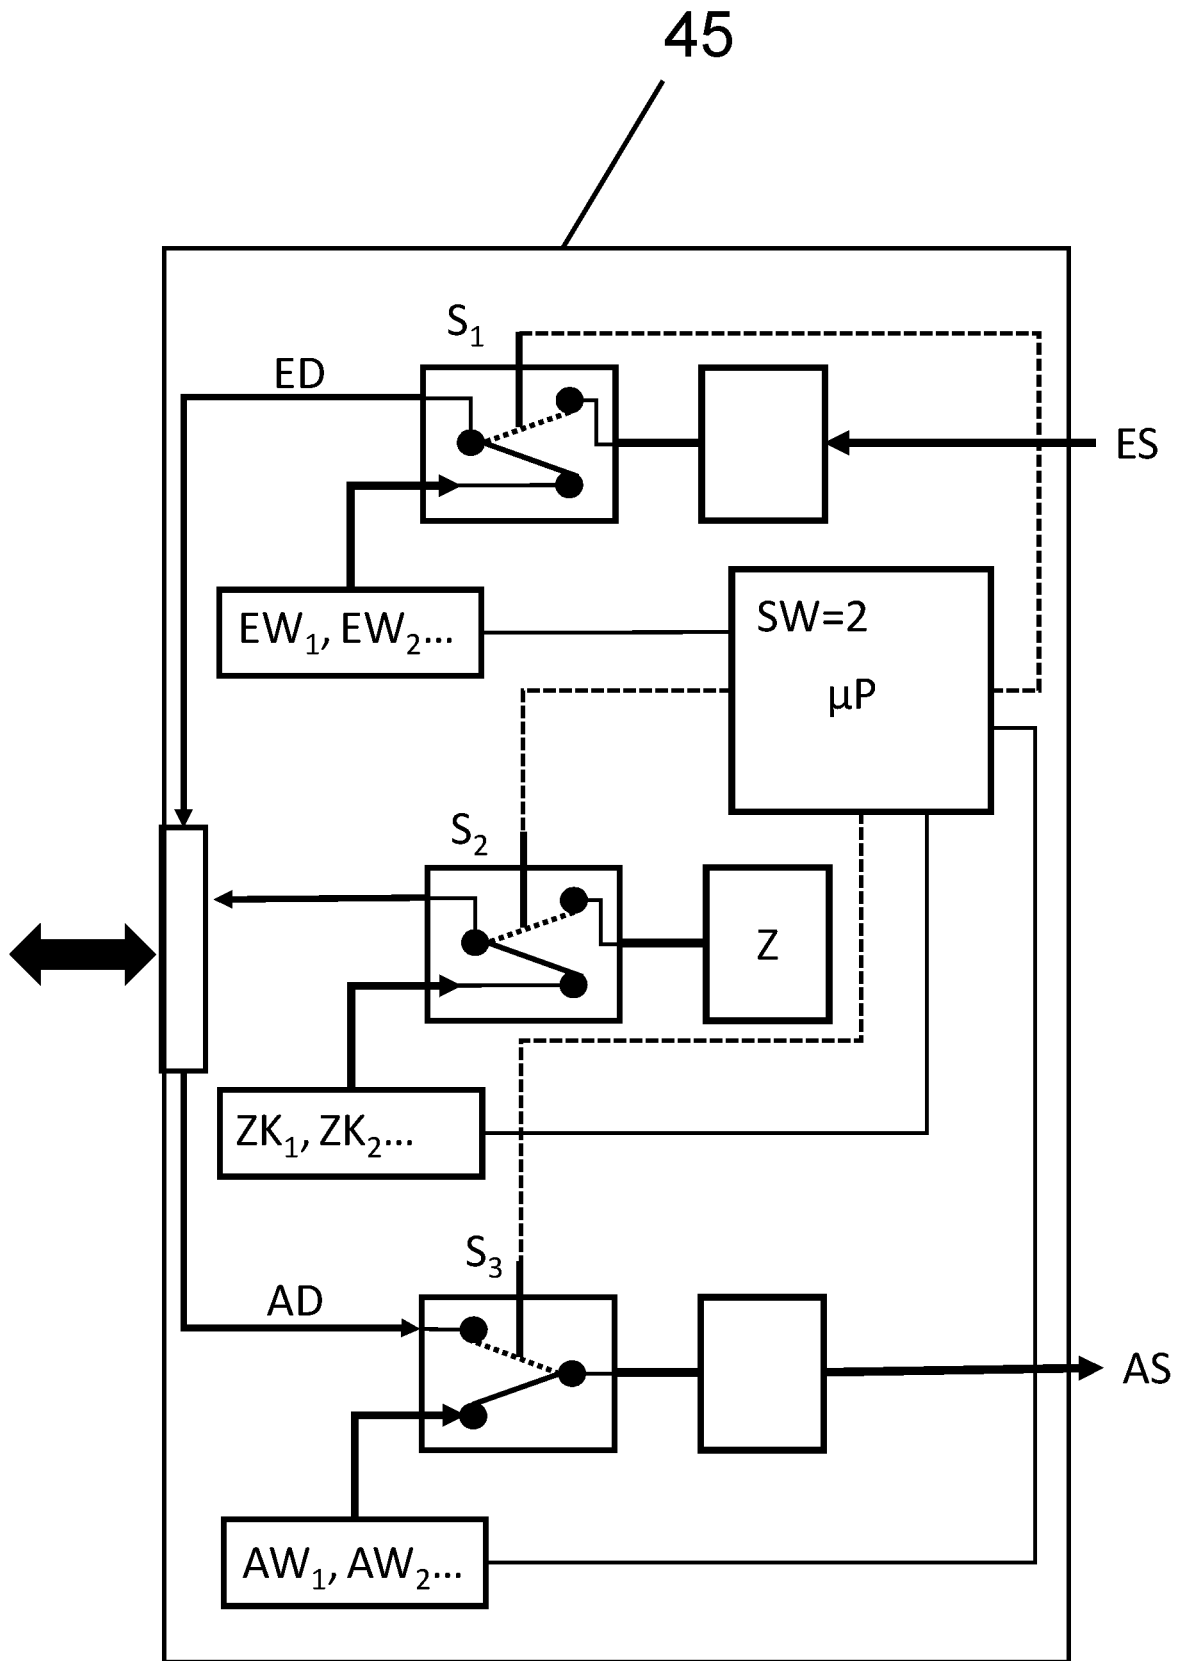 45
S₁
ED
ES
EW₁, EW₂...
SW=2
µP
S₂
Z
ZK₁, ZK₂...
S₃
AD
AS
AW₁, AW₂...